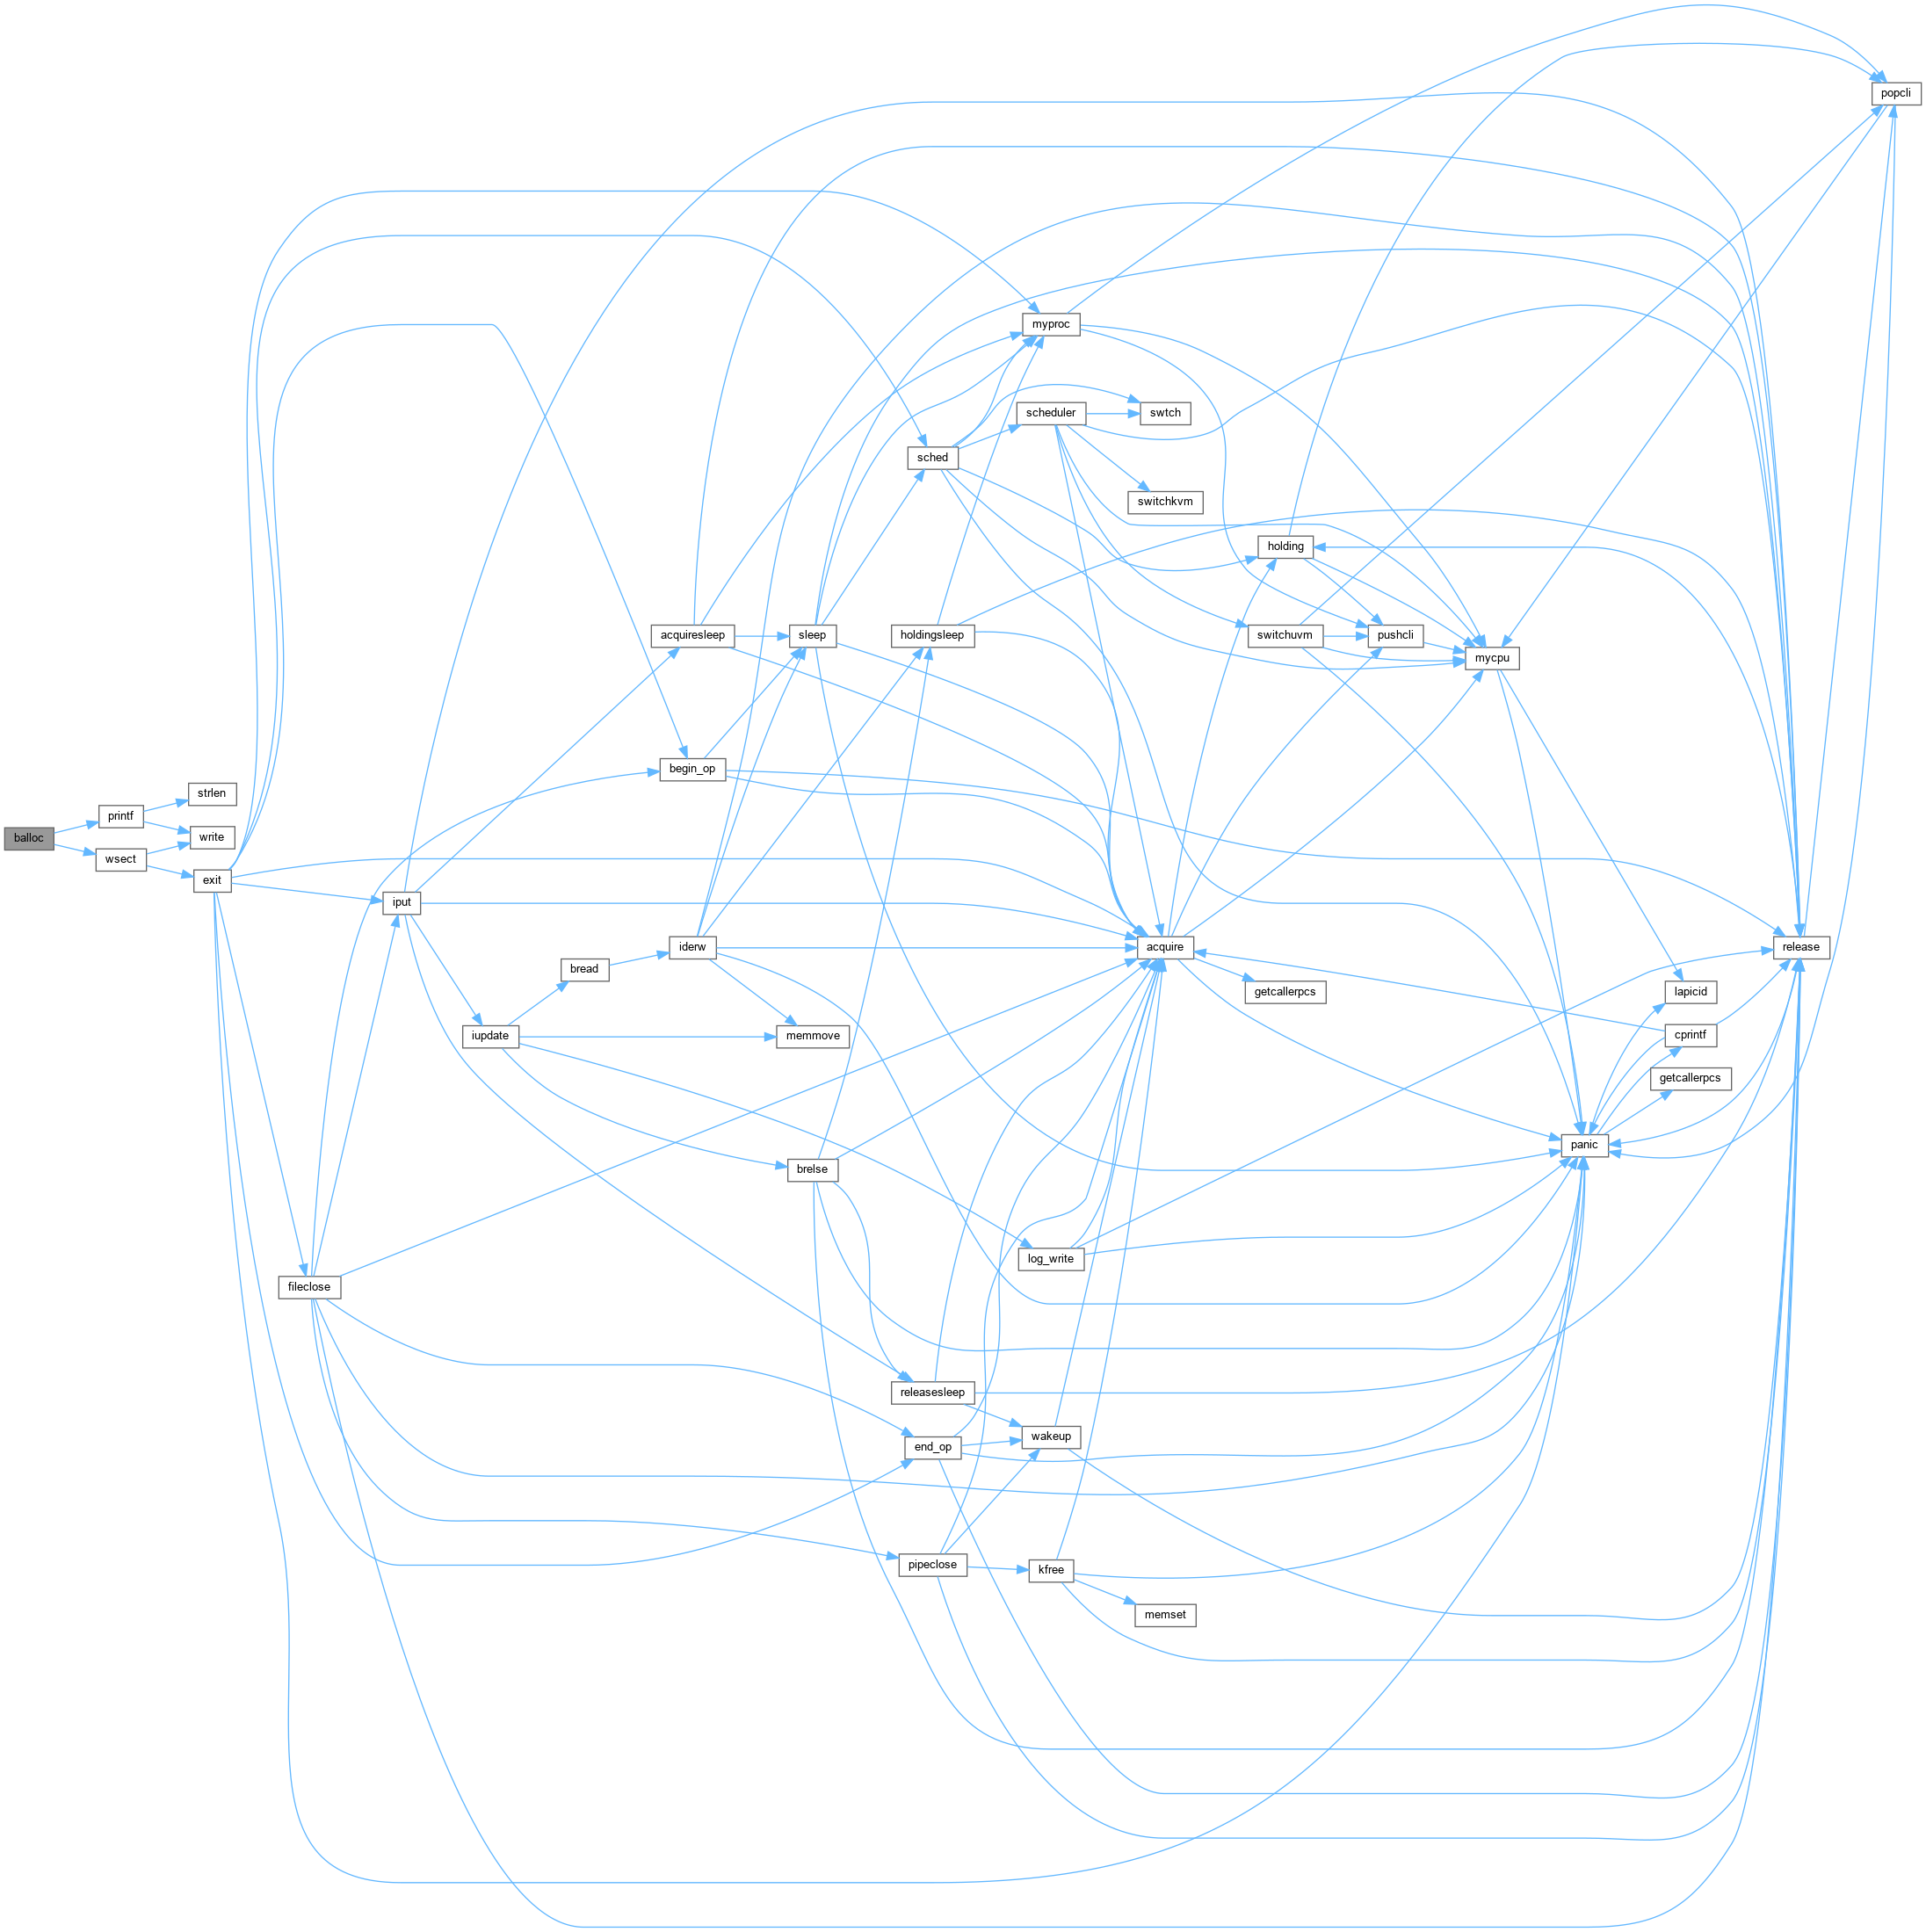 popcli
myproc
scheduler
swtch
sched
switchkvm
holding
acquiresleep
sleep
holdingsleep
switchuvm
pushcli
mycpu
begin_op
strlen
printf
write
balloc
wsect
exit
iput
iderw
acquire
release
bread
getcallerpcs
lapicid
iupdate
memmove
cprintf
getcallerpcs
panic
brelse
log_write
fileclose
releasesleep
wakeup
end_op
pipeclose
kfree
memset